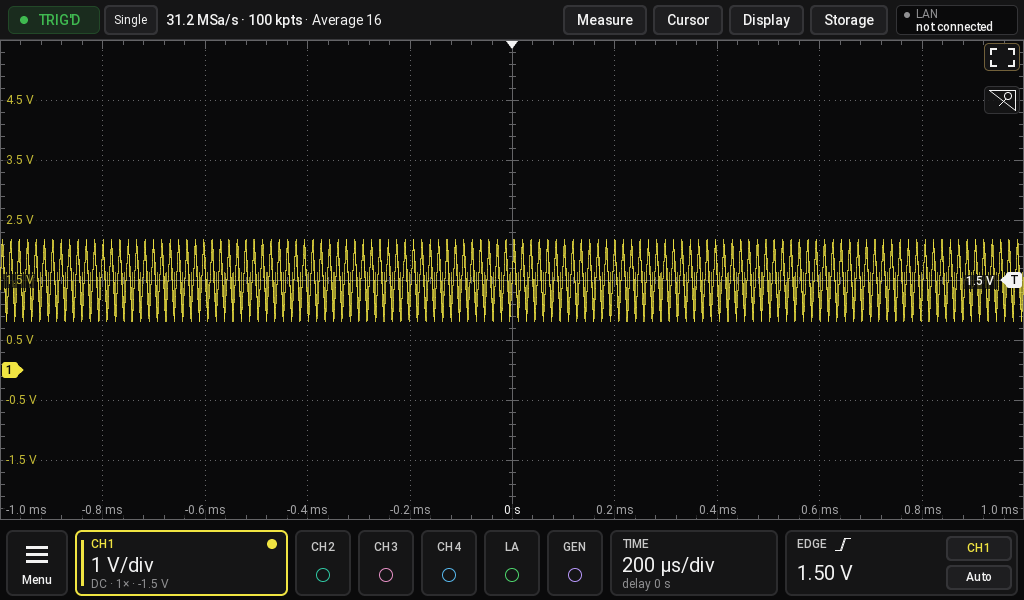 TRIG'D
Single
31.2 MSa/s · 100 kpts · Average 16
Measure
Cursor
Display
Storage
LAN
not connected
4.5 V
3.5 V
2.5 V
1.5 V
1.5 V
T
0.5 V
1
-0.5 V
-1.5 V
-1.0 ms
-0.8 ms
-0.6 ms
-0.4 ms
-0.2 ms
0 s
0.2 ms
0.4 ms
0.6 ms
0.8 ms
1.0 ms
Menu
CH1
1 V/div
DC · 1× · -1.5 V
CH2
CH3
CH4
LA
GEN
TIME
200 µs/div
delay 0 s
EDGE
1.50 V
CH1
Auto